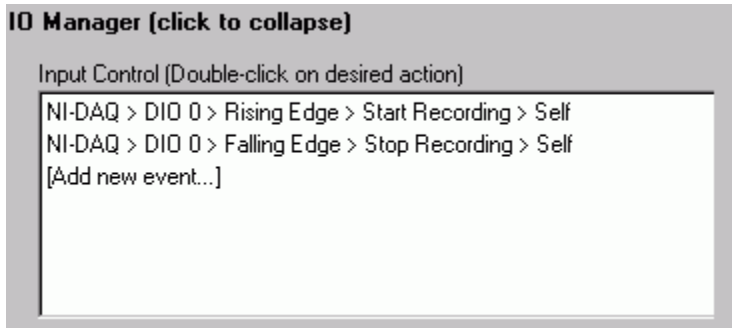 IO Manager (click to collapse)
Input Control (Double-click on desired action)
NI-DAQ > DIO 0 > Rising Edge > Start Recording > Self
NI-DAQ > DIO 0 > Falling Edge > Stop Recording > Self
[Add new event...]